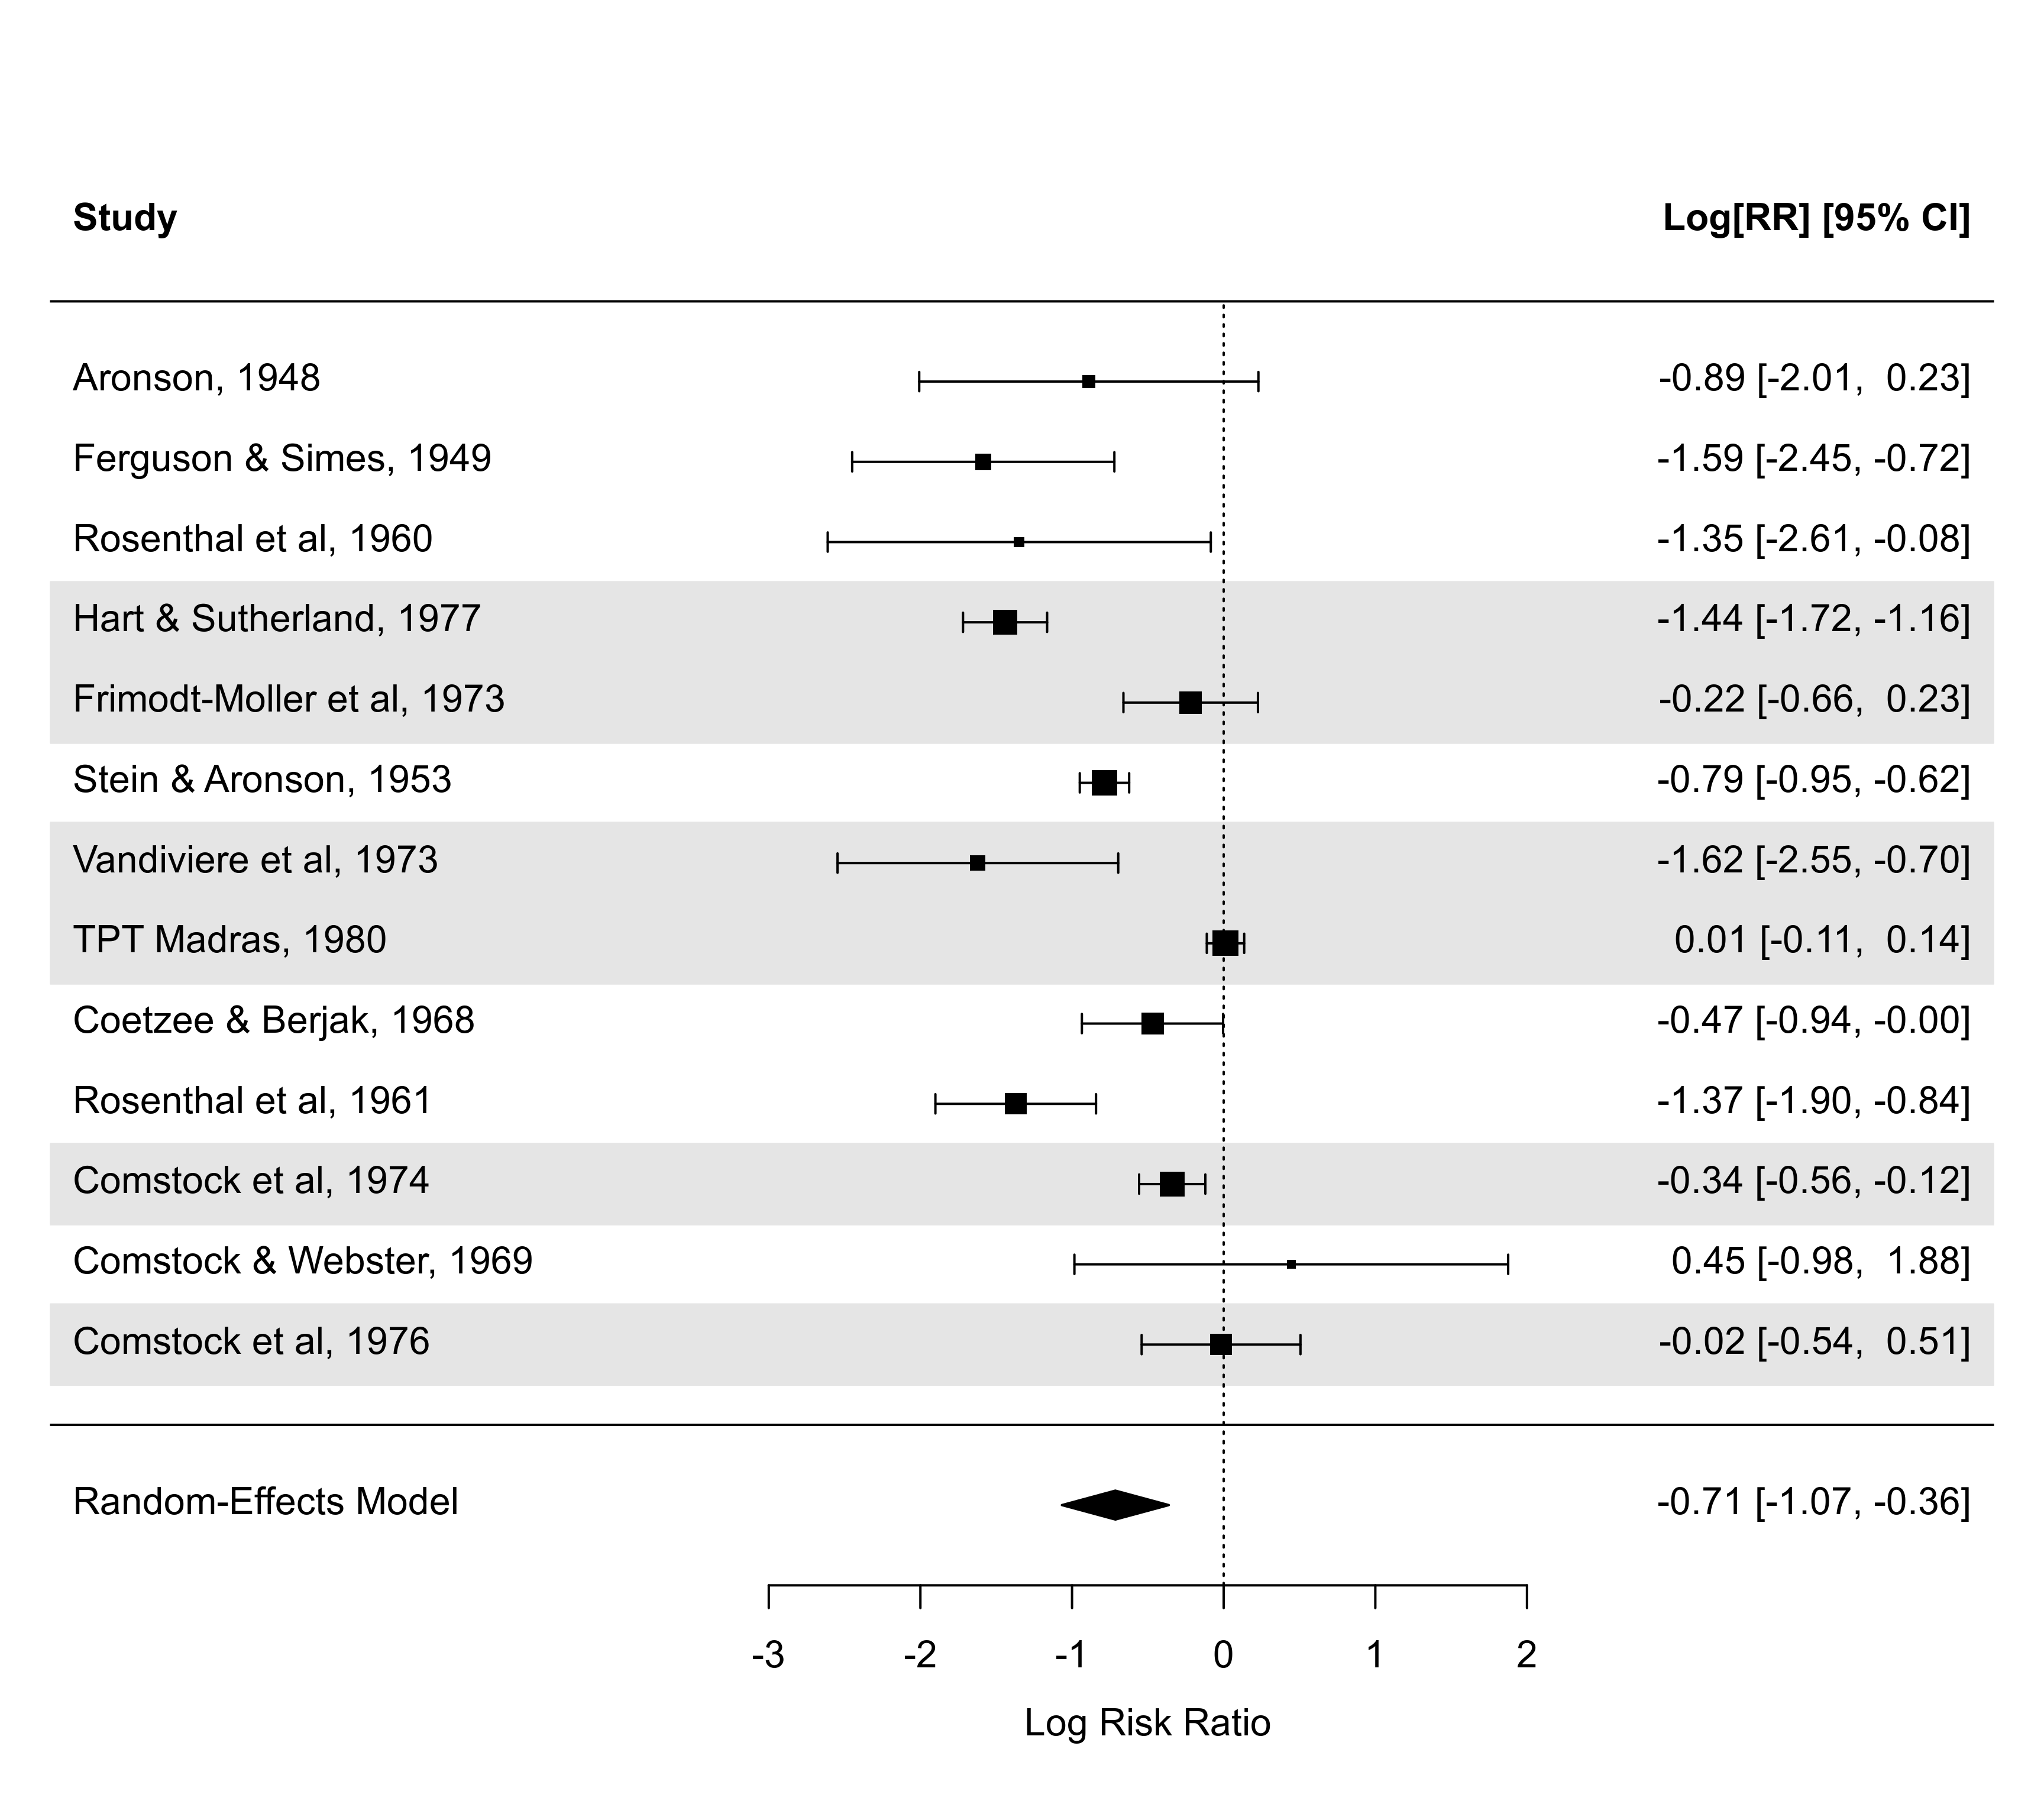 Study Log[RR] [95% CI]
Aronson, 1948 -0.89 [-2.01, 0.23]
Ferguson & Simes, 1949 -1.59 [-2.45, -0.72]
Rosenthal et al, 1960 -1.35 [-2.61, -0.08]
Hart & Sutherland, 1977 -1.44 [-1.72, -1.16]
Frimodt-Moller et al, 1973 -0.22 [-0.66, 0.23]
Stein & Aronson, 1953 -0.79 [-0.95, -0.62]
Vandiviere et al, 1973 -1.62 [-2.55, -0.70]
TPT Madras, 1980 0.01 [-0.11, 0.14]
Coetzee & Berjak, 1968 -0.47 [-0.94, -0.00]
Rosenthal et al, 1961 -1.37 [-1.90, -0.84]
Comstock et al, 1974 -0.34 [-0.56, -0.12]
Comstock & Webster, 1969 0.45 [-0.98, 1.88]
Comstock et al, 1976 -0.02 [-0.54, 0.51]
Random-Effects Model -0.71 [-1.07, -0.36]
-3 -2 -1 0 1 2
Log Risk Ratio